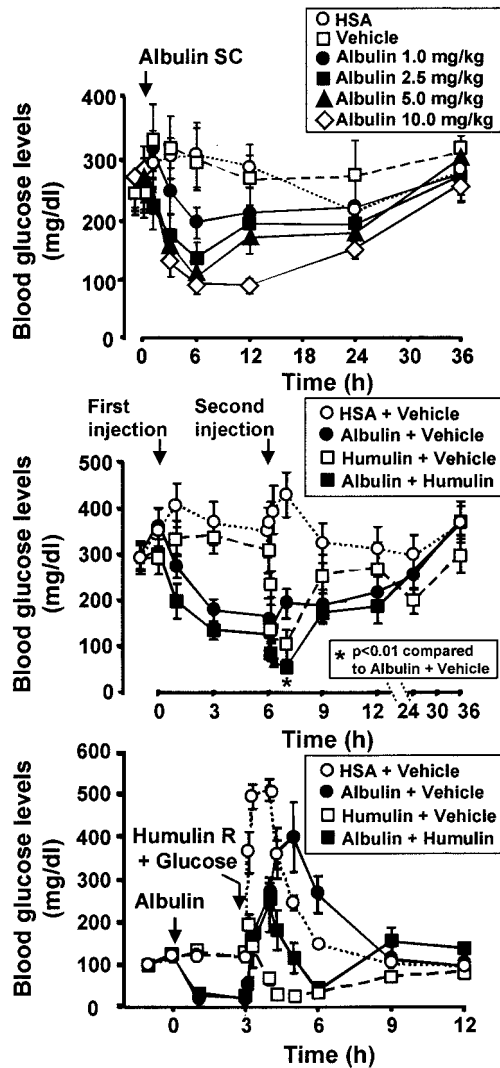 HSA
Vehicle
Albulin 1.0 mg/kg
Albulin 2.5 mg/kg
Albulin 5.0 mg/kg
Albulin 10.0 mg/kg
Albulin SC
Blood glucose levels
(mg/dl)
400
300
200
100
0
0 6 12 18 24 30 36
Time (h)
First
injection
Second
injection
HSA + Vehicle
Albulin + Vehicle
Humulin + Vehicle
Albulin + Humulin
Blood glucose levels
(mg/dl)
500
400
300
200
100
0
* p<0.01 compared
to Albulin + Vehicle
*
0 3 6 9 12 24 30 36
Time (h)
HSA + Vehicle
Albulin + Vehicle
Humulin + Vehicle
Albulin + Humulin
Humulin R
+ Glucose
Albulin
Blood glucose levels
(mg/dl)
600
500
400
300
200
100
0
0 3 6 9 12
Time (h)